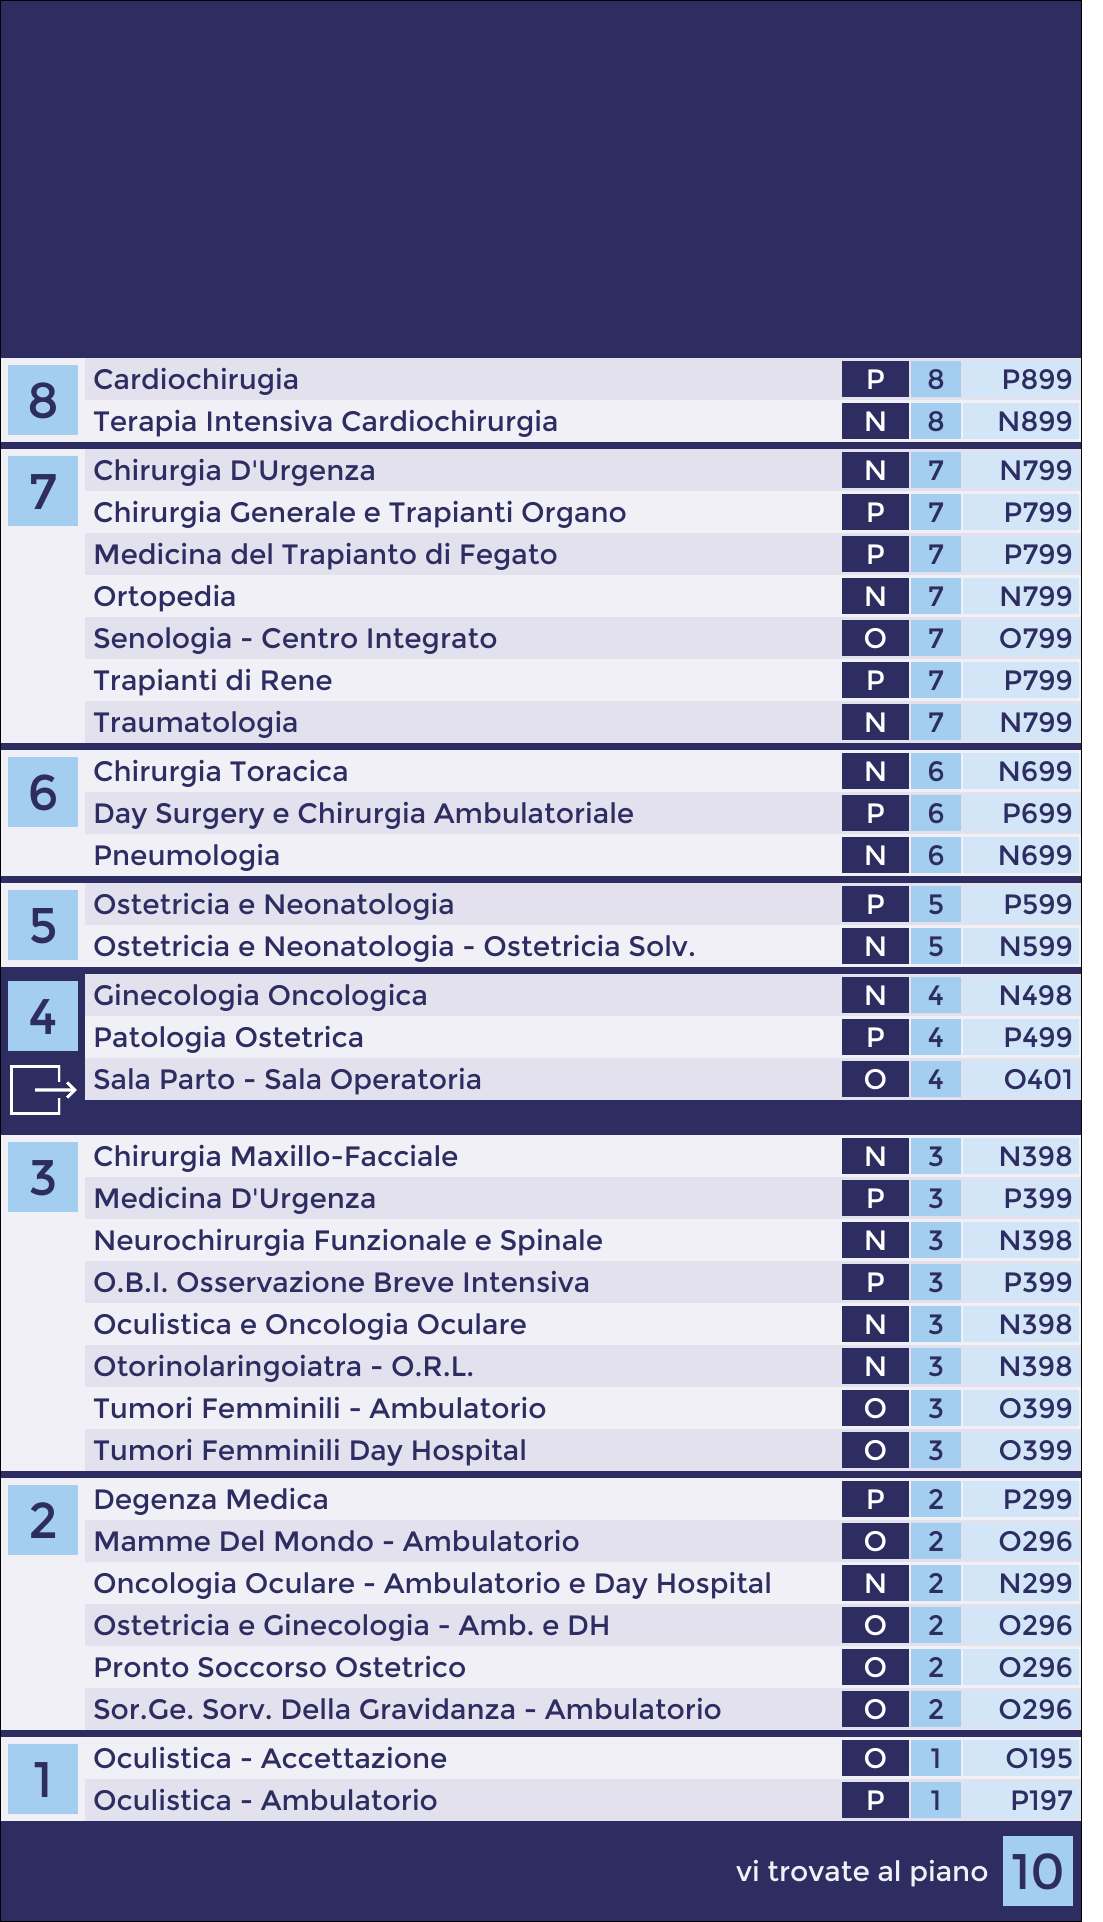 8
Cardiochirugia P 8 P899
Terapia Intensiva Cardiochirurgia N 8 N899
7
Chirurgia D'Urgenza N 7 N799
Chirurgia Generale e Trapianti Organo P 7 P799
Medicina del Trapianto di Fegato P 7 P799
Ortopedia N 7 N799
Senologia - Centro Integrato O 7 O799
Trapianti di Rene P 7 P799
Traumatologia N 7 N799
6
Chirurgia Toracica N 6 N699
Day Surgery e Chirurgia Ambulatoriale P 6 P699
Pneumologia N 6 N699
5
Ostetricia e Neonatologia P 5 P599
Ostetricia e Neonatologia - Ostetricia Solv. N 5 N599
4
Ginecologia Oncologica N 4 N498
Patologia Ostetrica P 4 P499
Sala Parto - Sala Operatoria O 4 O401
3
Chirurgia Maxillo-Facciale N 3 N398
Medicina D'Urgenza P 3 P399
Neurochirurgia Funzionale e Spinale N 3 N398
O.B.I. Osservazione Breve Intensiva P 3 P399
Oculistica e Oncologia Oculare N 3 N398
Otorinolaringoiatra - O.R.L. N 3 N398
Tumori Femminili - Ambulatorio O 3 O399
Tumori Femminili Day Hospital O 3 O399
2
Degenza Medica P 2 P299
Mamme Del Mondo - Ambulatorio O 2 O296
Oncologia Oculare - Ambulatorio e Day Hospital N 2 N299
Ostetricia e Ginecologia - Amb. e DH O 2 O296
Pronto Soccorso Ostetrico O 2 O296
Sor.Ge. Sorv. Della Gravidanza - Ambulatorio O 2 O296
1
Oculistica - Accettazione O 1 O195
Oculistica - Ambulatorio P 1 P197
vi trovate al piano 10